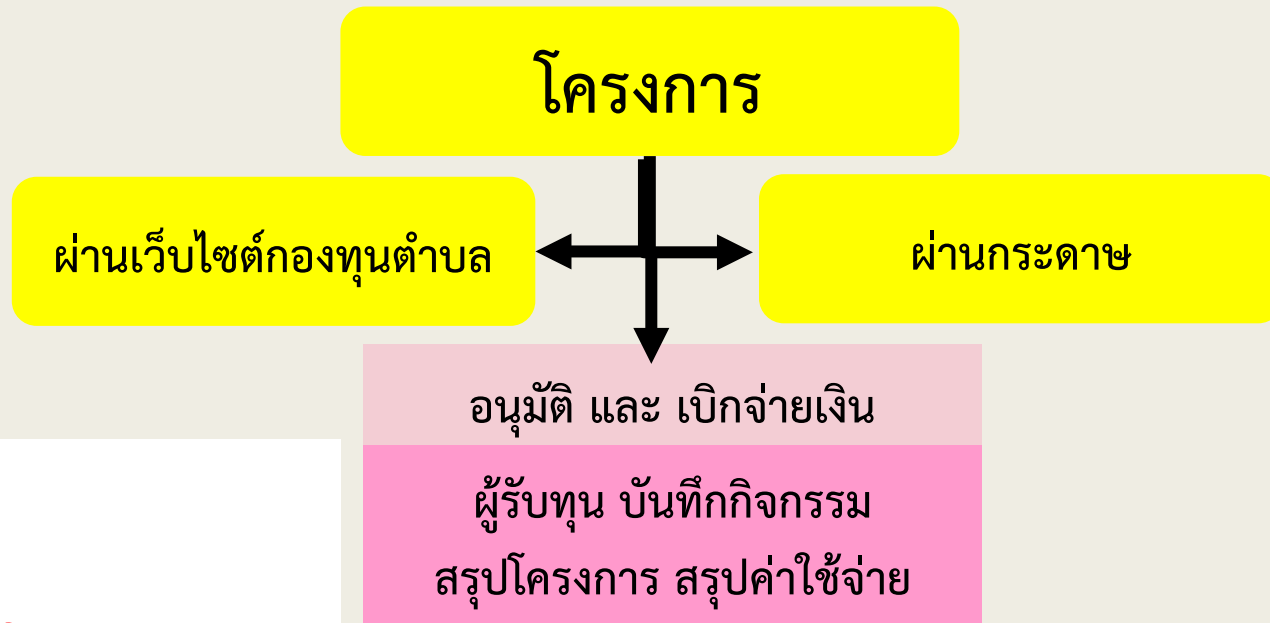 โครงการ
ผ่านเว็บไซต์กองทุนตำบล
ผ่านกระดาษ
อนุมัติ และ เบิกจ่ายเงิน
ผู้รับทุน บันทึกกิจกรรม
สรุปโครงการ สรุปค่าใช้จ่าย